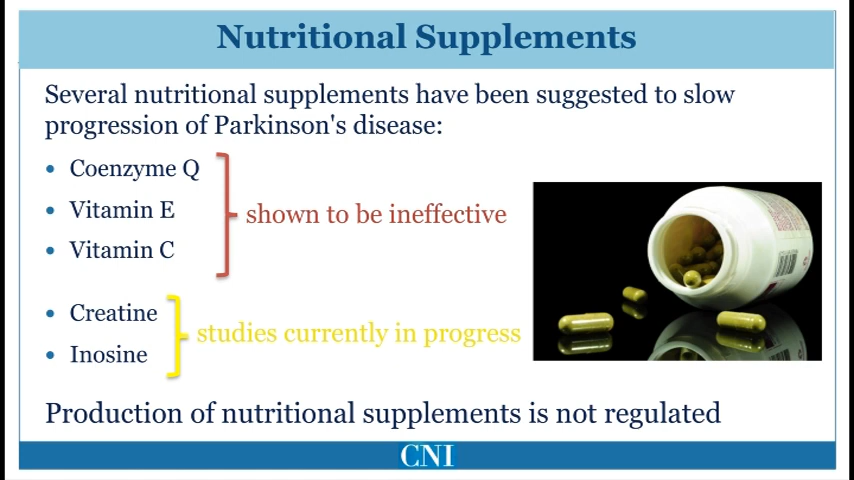 Nutritional Supplements
Several nutritional supplements have been suggested to slow
progression of Parkinson's disease:
• Coenzyme Q
• Vitamin E
• Vitamin C
shown to be ineffective
• Creatine
• Inosine
studies currently in progress
Production of nutritional supplements is not regulated
CNI